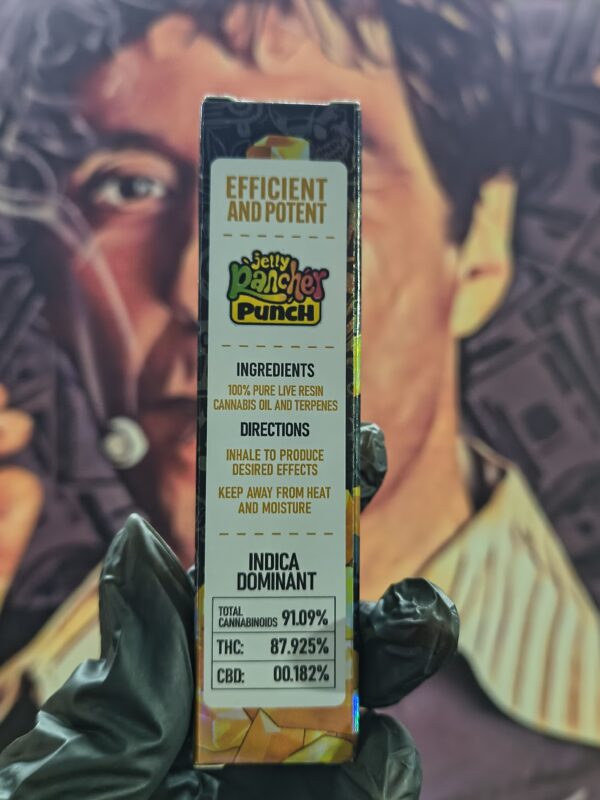 EFFICIENT
AND POTENT
Jelly
Rancher
PUNCH
INGREDIENTS
100% PURE LIVE RESIN
CANNABIS OIL AND TERPENES
DIRECTIONS
INHALE TO PRODUCE
DESIRED EFFECTS
KEEP AWAY FROM HEAT
AND MOISTURE
INDICA
DOMINANT
TOTAL
CANNABINOIDS 91.09%
THC: 87.925%
CBD: 00.182%